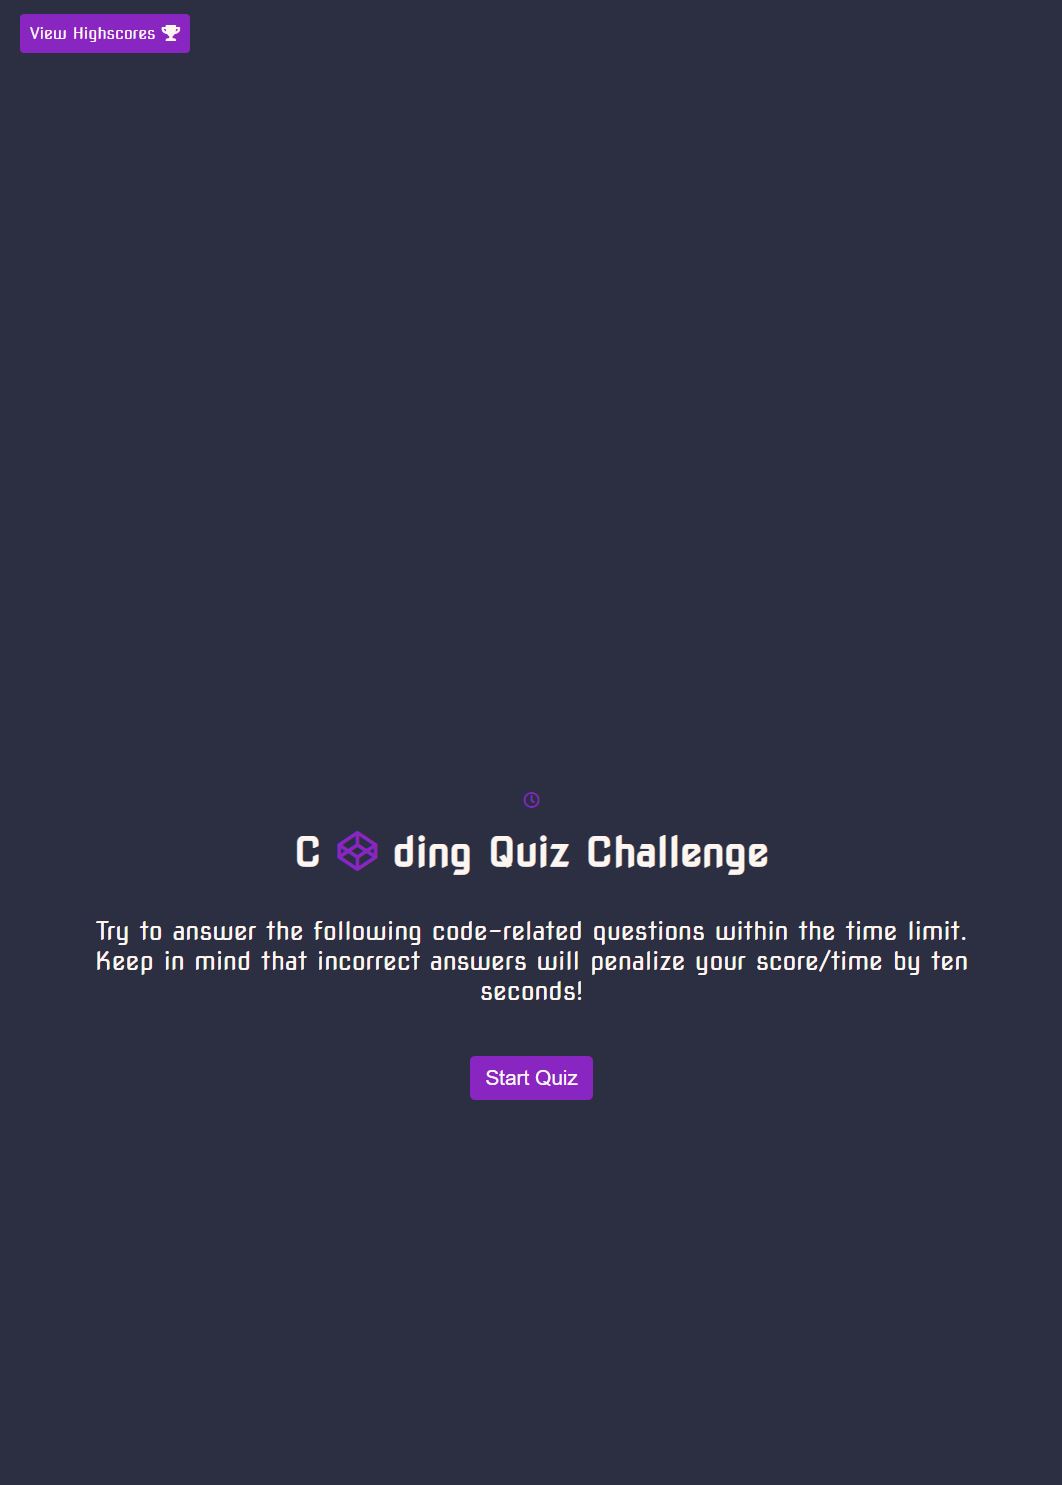 View Highscores
C ding Quiz Challenge
Try to answer the following code-related questions within the time limit.
Keep in mind that incorrect answers will penalize your score/time by ten
seconds!
Start Quiz